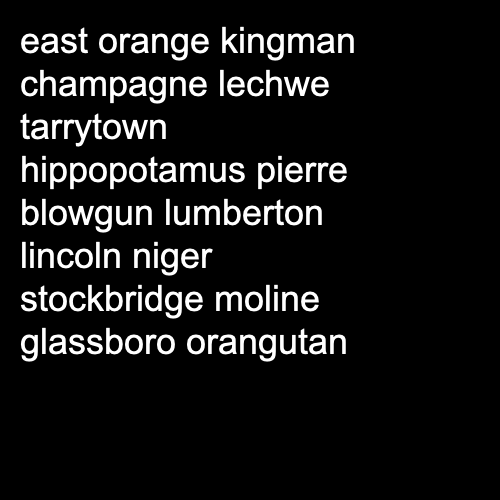 east orange kingman
champagne lechwe
tarrytown
hippopotamus pierre
blowgun lumberton
lincoln niger
stockbridge moline
glassboro orangutan